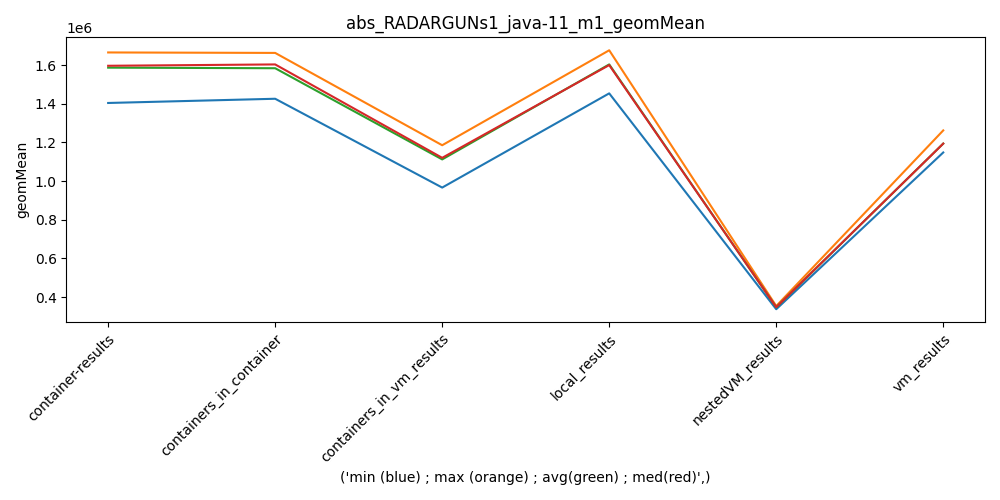 abs_RADARGUNs1_java-11_m1_geomMean
1e6
1.6
1.4
1.2
1.0
0.8
0.6
0.4
geomMean
container-results
containers_in_container
containers_in_vm_results
local_results
nestedVM_results
vm_results
('min (blue) ; max (orange) ; avg(green) ; med(red)',)